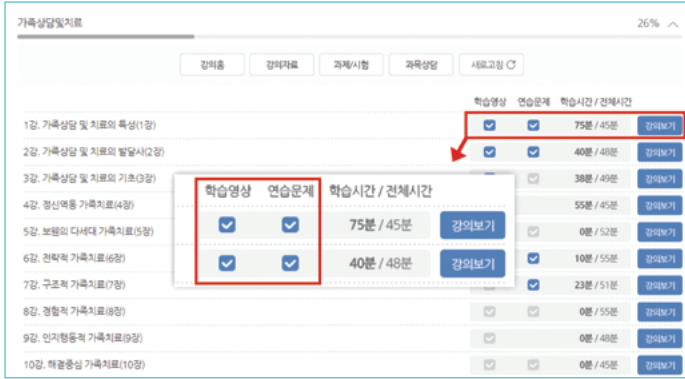 가족상담및치료 26%
강의홈 강의자료 과제/시험 과목상담 새로고침
학습영상 연습문제 학습시간 / 전체시간
1강. 가족상담 및 치료의 특성(1장) 75분 / 45분 강의보기
2강. 가족상담 및 치료의 발달사(2장) 40분 / 48분 강의보기
3강. 가족상담 및 치료의 기초(3장) 38분 / 49분 강의보기
학습영상 연습문제 학습시간 / 전체시간
75분 / 45분 강의보기
40분 / 48분 강의보기
4강. 정신역동 가족치료(4장) 55분 / 45분 강의보기
5강. 보웬의 다세대 가족치료(5장) 0분 / 52분 강의보기
6강. 전략적 가족치료(6장) 10분 / 55분 강의보기
7강. 구조적 가족치료(7장) 23분 / 51분 강의보기
8강. 경험적 가족치료(8장) 0분 / 55분 강의보기
9강. 인지행동적 가족치료(9장) 0분 / 48분 강의보기
10강. 해결중심 가족치료(10장) 0분 / 45분 강의보기